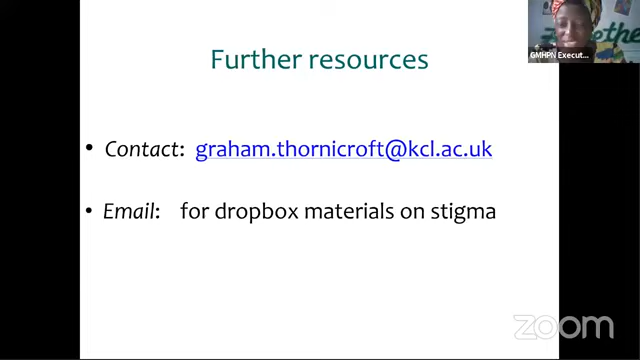 Further resources
• Contact: graham.thornicroft@kcl.ac.uk
• Email: for dropbox materials on stigma
GMHPN Execut...
zoom